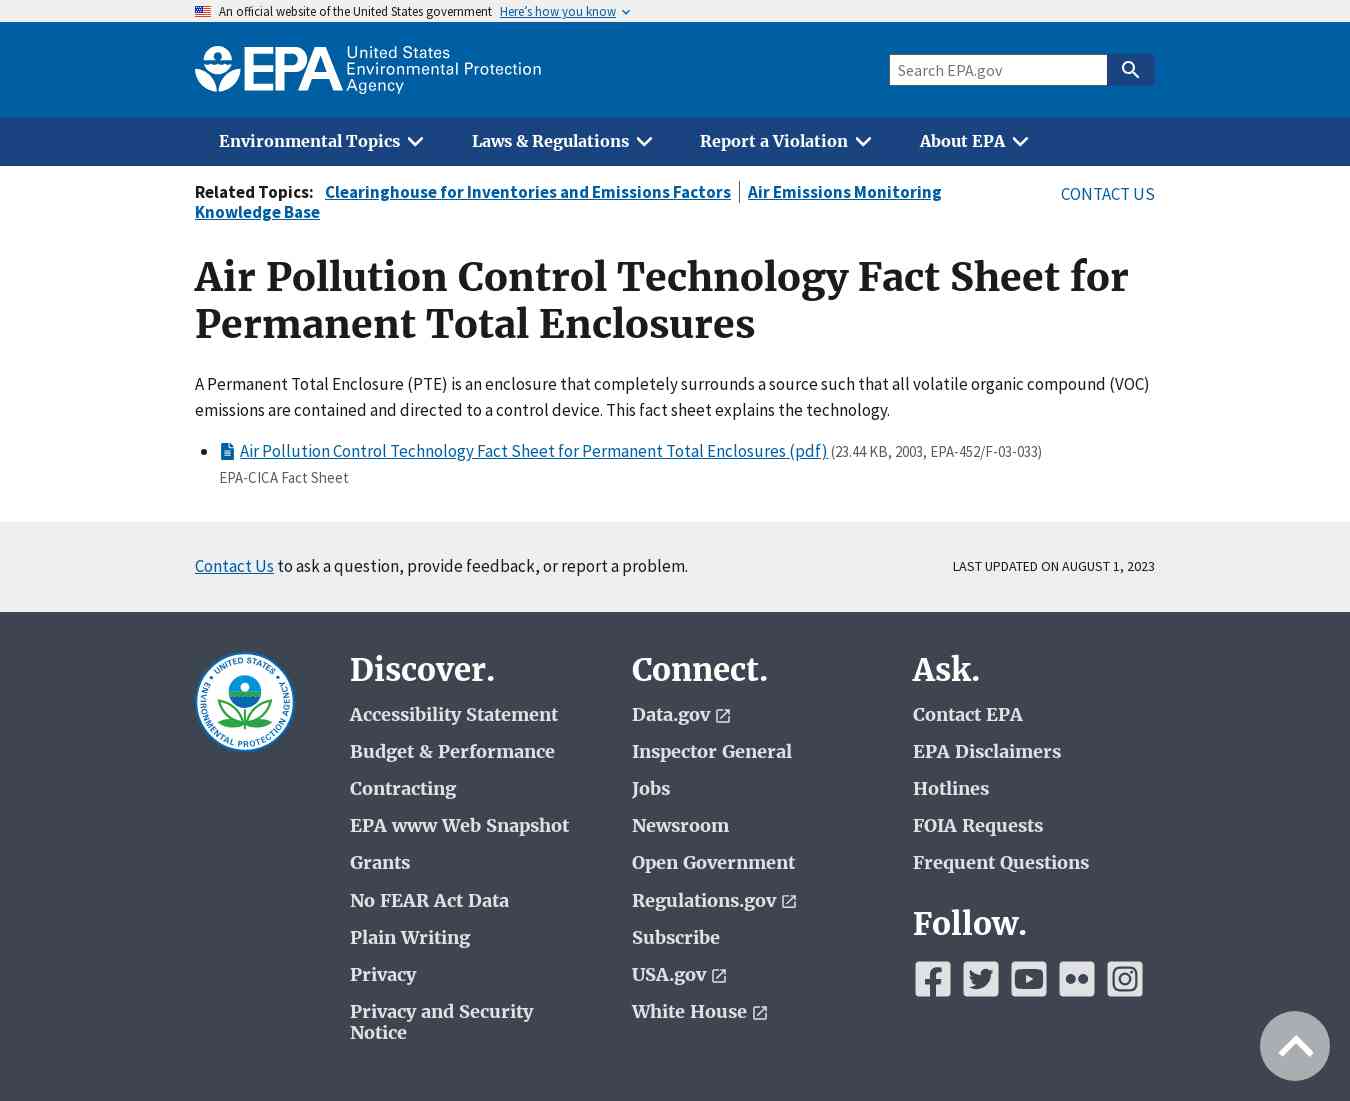 An official website of the United States government Here’s how you know
EPA United States
Environmental Protection
Agency
Search EPA.gov
Environmental Topics Laws & Regulations Report a Violation About EPA
Related Topics: Clearinghouse for Inventories and Emissions Factors Air Emissions Monitoring
Knowledge Base
CONTACT US
Air Pollution Control Technology Fact Sheet for
Permanent Total Enclosures
A Permanent Total Enclosure (PTE) is an enclosure that completely surrounds a source such that all volatile organic compound (VOC)
emissions are contained and directed to a control device. This fact sheet explains the technology.
Air Pollution Control Technology Fact Sheet for Permanent Total Enclosures (pdf) (23.44 KB, 2003, EPA-452/F-03-033)
EPA-CICA Fact Sheet
Contact Us to ask a question, provide feedback, or report a problem.
LAST UPDATED ON AUGUST 1, 2023
UNITED STATES
ENVIRONMENTAL PROTECTION AGENCY
Discover.
Accessibility Statement
Budget & Performance
Contracting
EPA www Web Snapshot
Grants
No FEAR Act Data
Plain Writing
Privacy
Privacy and Security
Notice
Connect.
Data.gov
Inspector General
Jobs
Newsroom
Open Government
Regulations.gov
Subscribe
USA.gov
White House
Ask.
Contact EPA
EPA Disclaimers
Hotlines
FOIA Requests
Frequent Questions
Follow.